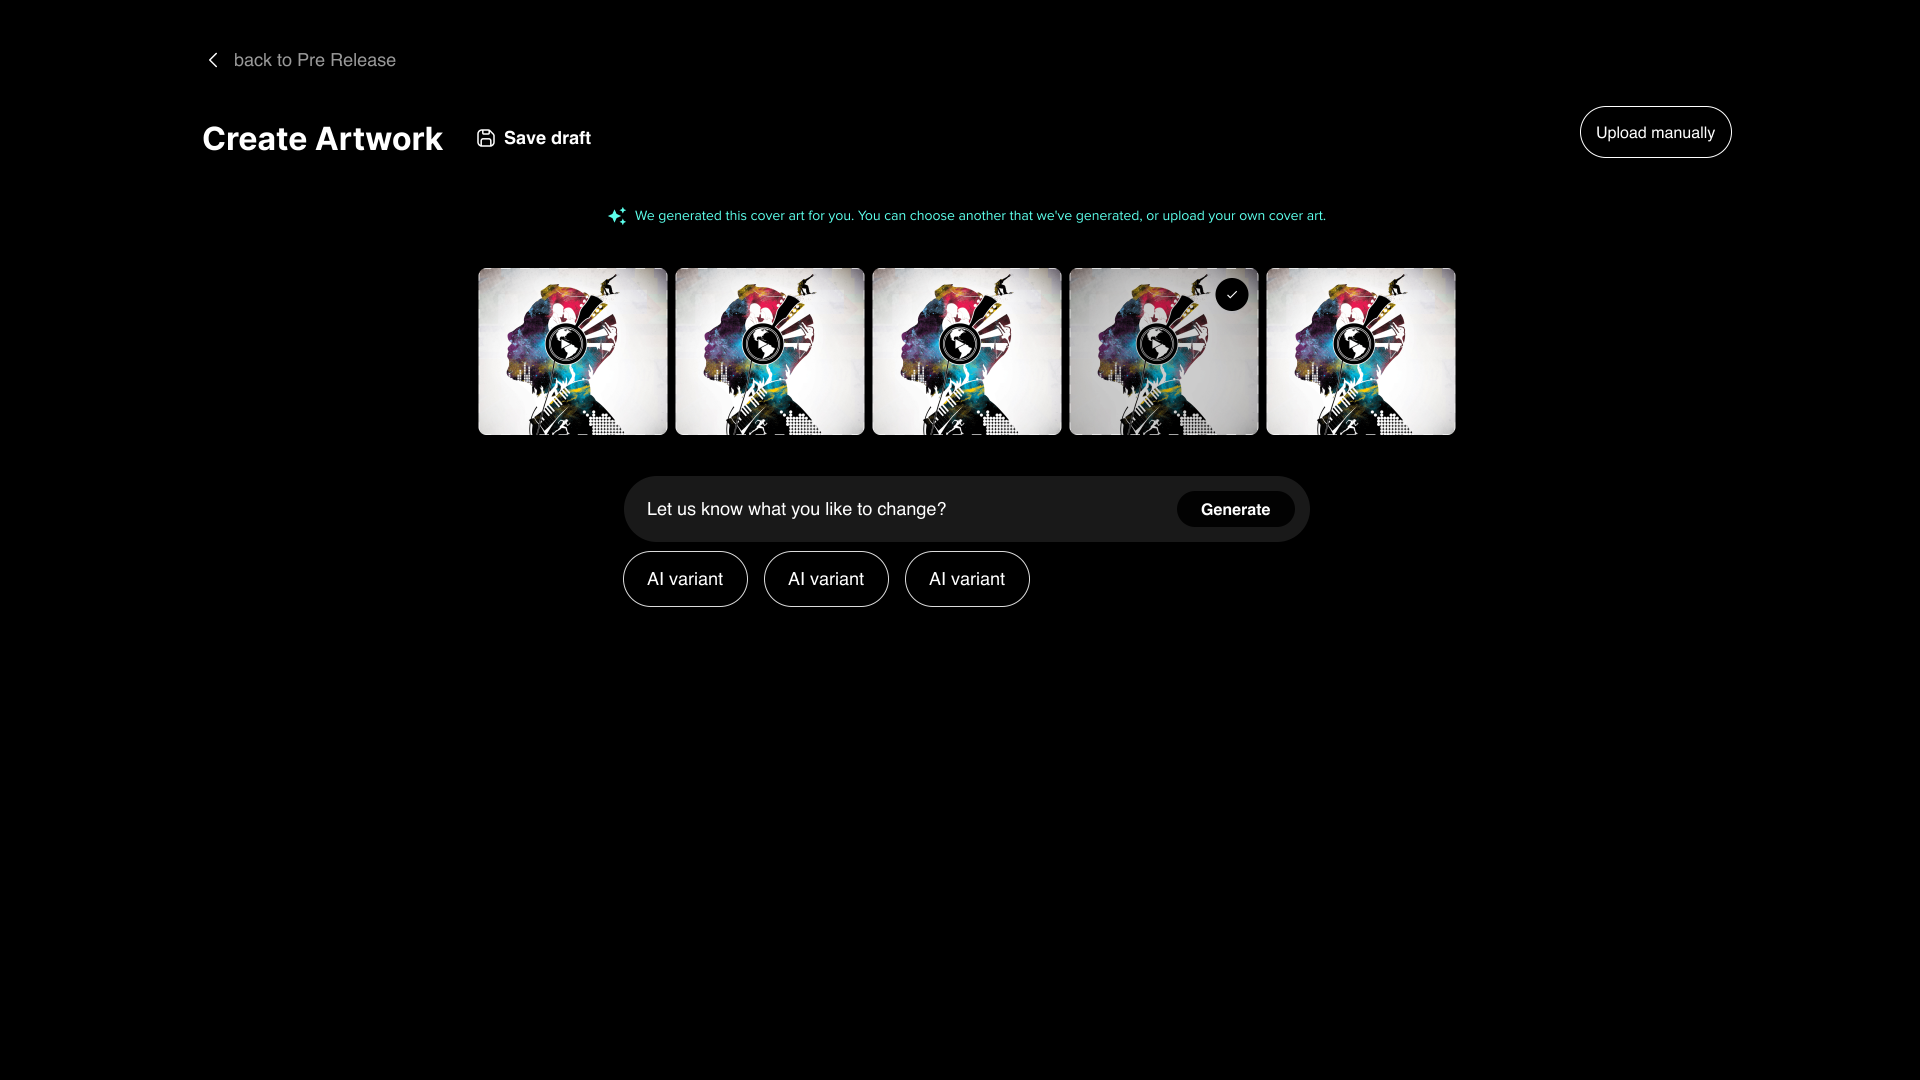 back to Pre Release
Create Artwork
Save draft
Upload manually
We generated this cover art for you. You can choose another that we've generated, or upload your own cover art.
Let us know what you like to change?
Generate
AI variant
AI variant
AI variant